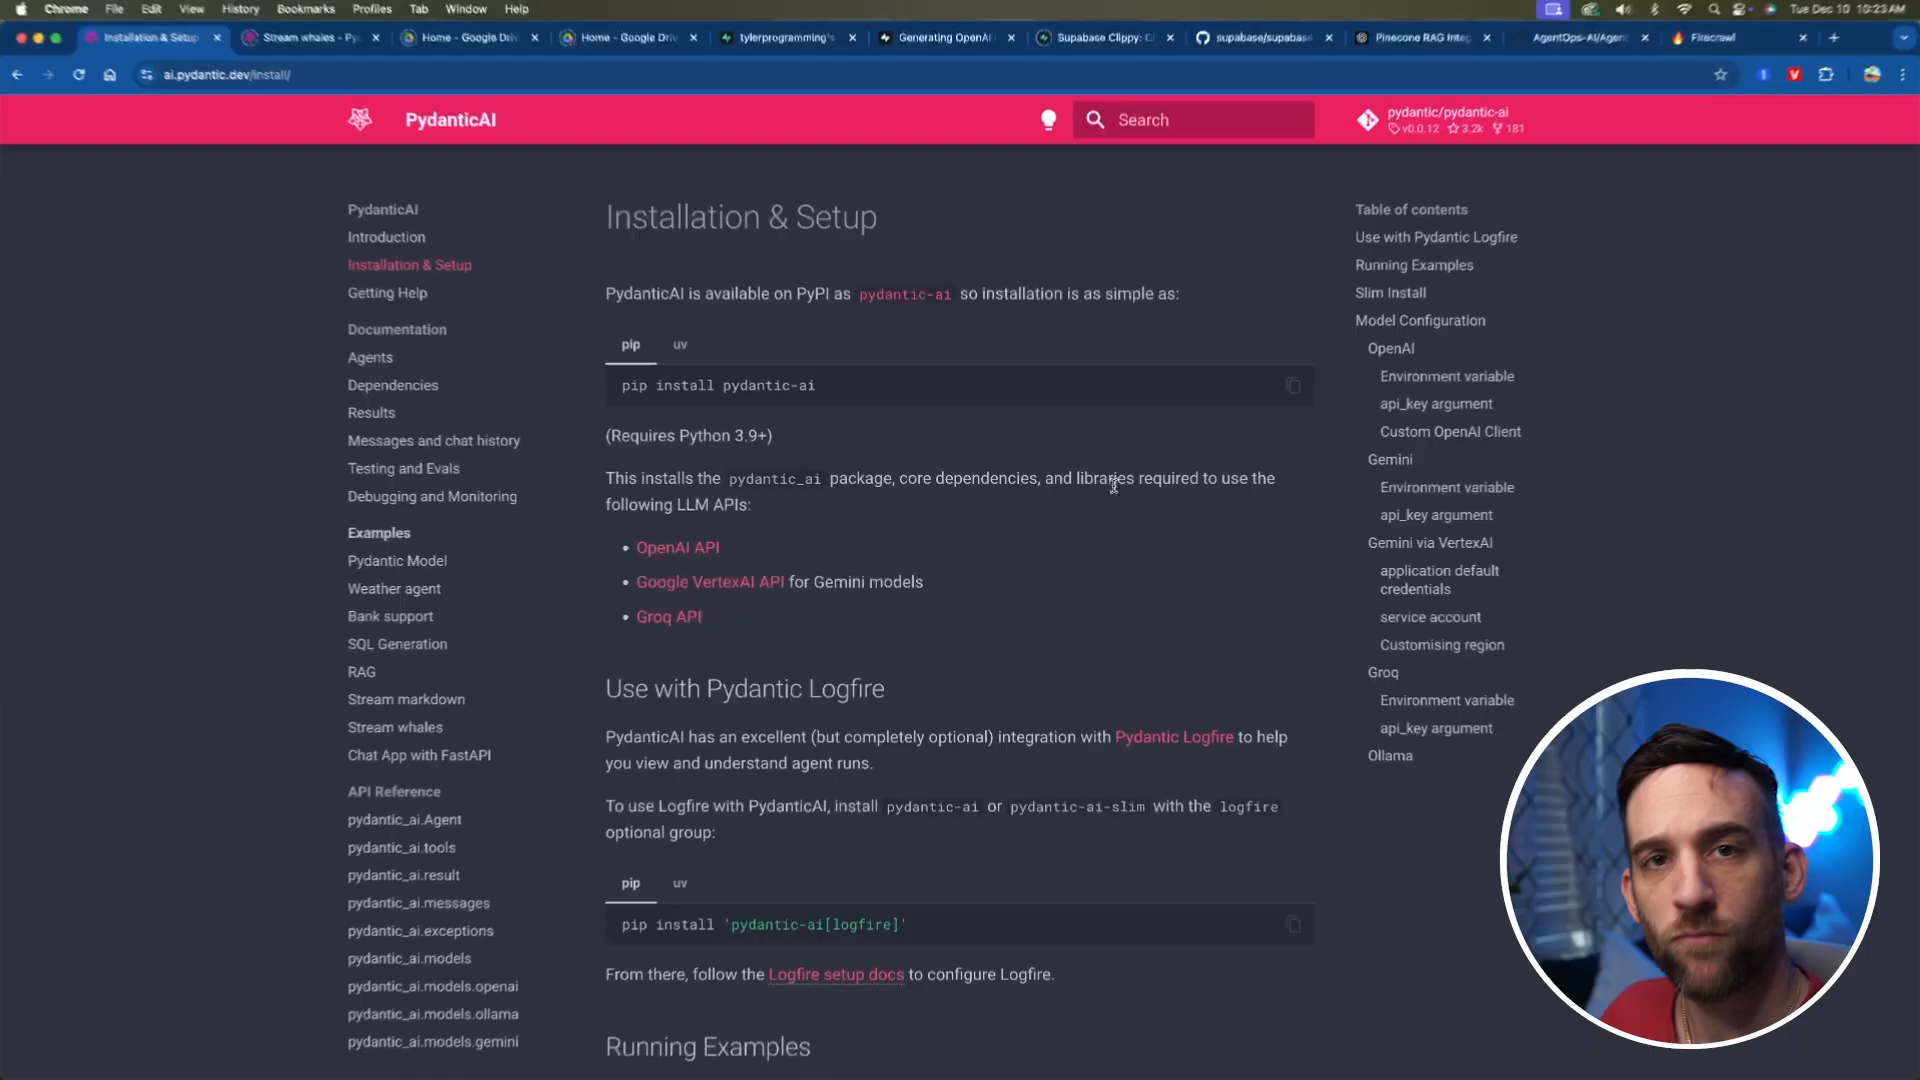 Chrome File Edit View History Bookmarks Profiles Tab Window Help
Tue Dec 10 10:23 AM
Installation & Setup
Stream whales - Py
Home - Google Driv
Home - Google Driv
tylerprogramming's
Generating OpenAI
Supabase Clippy: C
supabase/supabase
Pinecone RAG Integ
AgentOps-AI/Agen
Firecrawl
ai.pydantic.dev/install/
PydanticAI
Search
pydantic/pydantic-ai
v0.0.12 3.2k 181
PydanticAI
Introduction
Installation & Setup
Getting Help
Documentation
Agents
Dependencies
Results
Messages and chat history
Testing and Evals
Debugging and Monitoring
Examples
Pydantic Model
Weather agent
Bank support
SQL Generation
RAG
Stream markdown
Stream whales
Chat App with FastAPI
API Reference
pydantic_ai.Agent
pydantic_ai.tools
pydantic_ai.result
pydantic_ai.messages
pydantic_ai.exceptions
pydantic_ai.models
pydantic_ai.models.openai
pydantic_ai.models.ollama
pydantic_ai.models.gemini
Installation & Setup
PydanticAI is available on PyPI as pydantic-ai so installation is as simple as:
pip uv
pip install pydantic-ai
(Requires Python 3.9+)
This installs the pydantic_ai package, core dependencies, and libraries required to use the
following LLM APIs:
• OpenAI API
• Google VertexAI API for Gemini models
• Groq API
Use with Pydantic Logfire
PydanticAI has an excellent (but completely optional) integration with Pydantic Logfire to help
you view and understand agent runs.
To use Logfire with PydanticAI, install pydantic-ai or pydantic-ai-slim with the logfire
optional group:
pip uv
pip install 'pydantic-ai[logfire]'
From there, follow the Logfire setup docs to configure Logfire.
Running Examples
Table of contents
Use with Pydantic Logfire
Running Examples
Slim Install
Model Configuration
OpenAI
Environment variable
api_key argument
Custom OpenAI Client
Gemini
Environment variable
api_key argument
Gemini via VertexAI
application default
credentials
service account
Customising region
Groq
Environment variable
api_key argument
Ollama